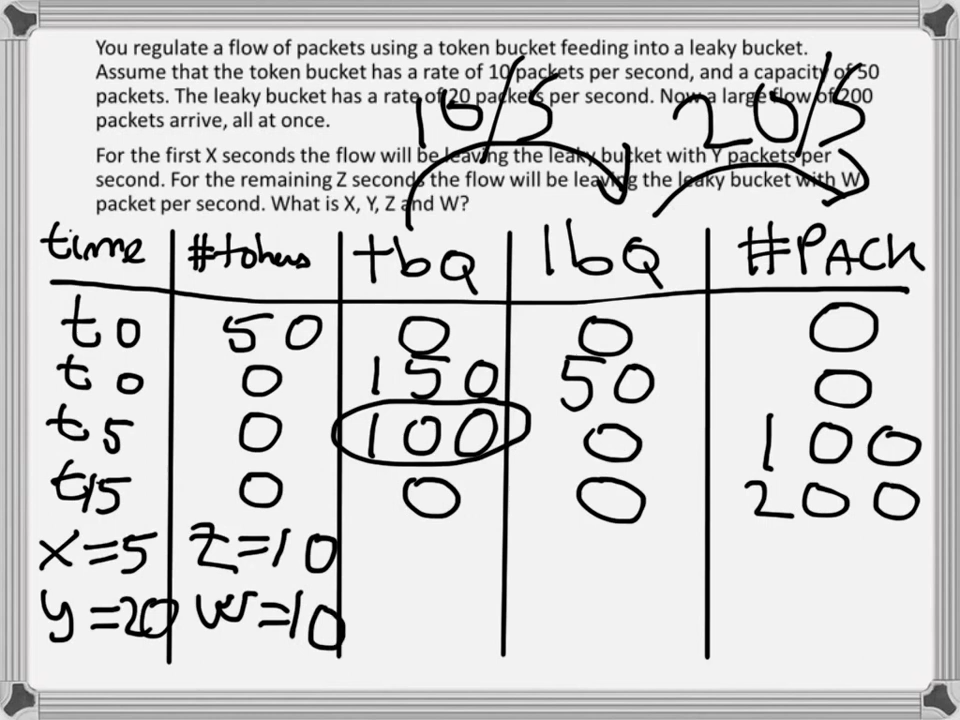 You regulate a flow of packets using a token bucket feeding into a leaky bucket.
Assume that the token bucket has a rate of 10 packets per second, and a capacity of 50
packets. The leaky bucket has a rate of 20 packets per second. Now a large flow of 200
packets arrive, all at once.
10/S 20/S
For the first X seconds the flow will be leaving the leaky bucket with Y packets per
second. For the remaining Z seconds the flow will be leaving the leaky bucket with W
packet per second. What is X, Y, Z and W?
time #tokens tbQ lbQ #PACK
t0 50 0 0 0
t0 0 150 50 0
t5 0 100 0 100
t15 0 0 0 200
X=5 Z=10
y=20 W=10